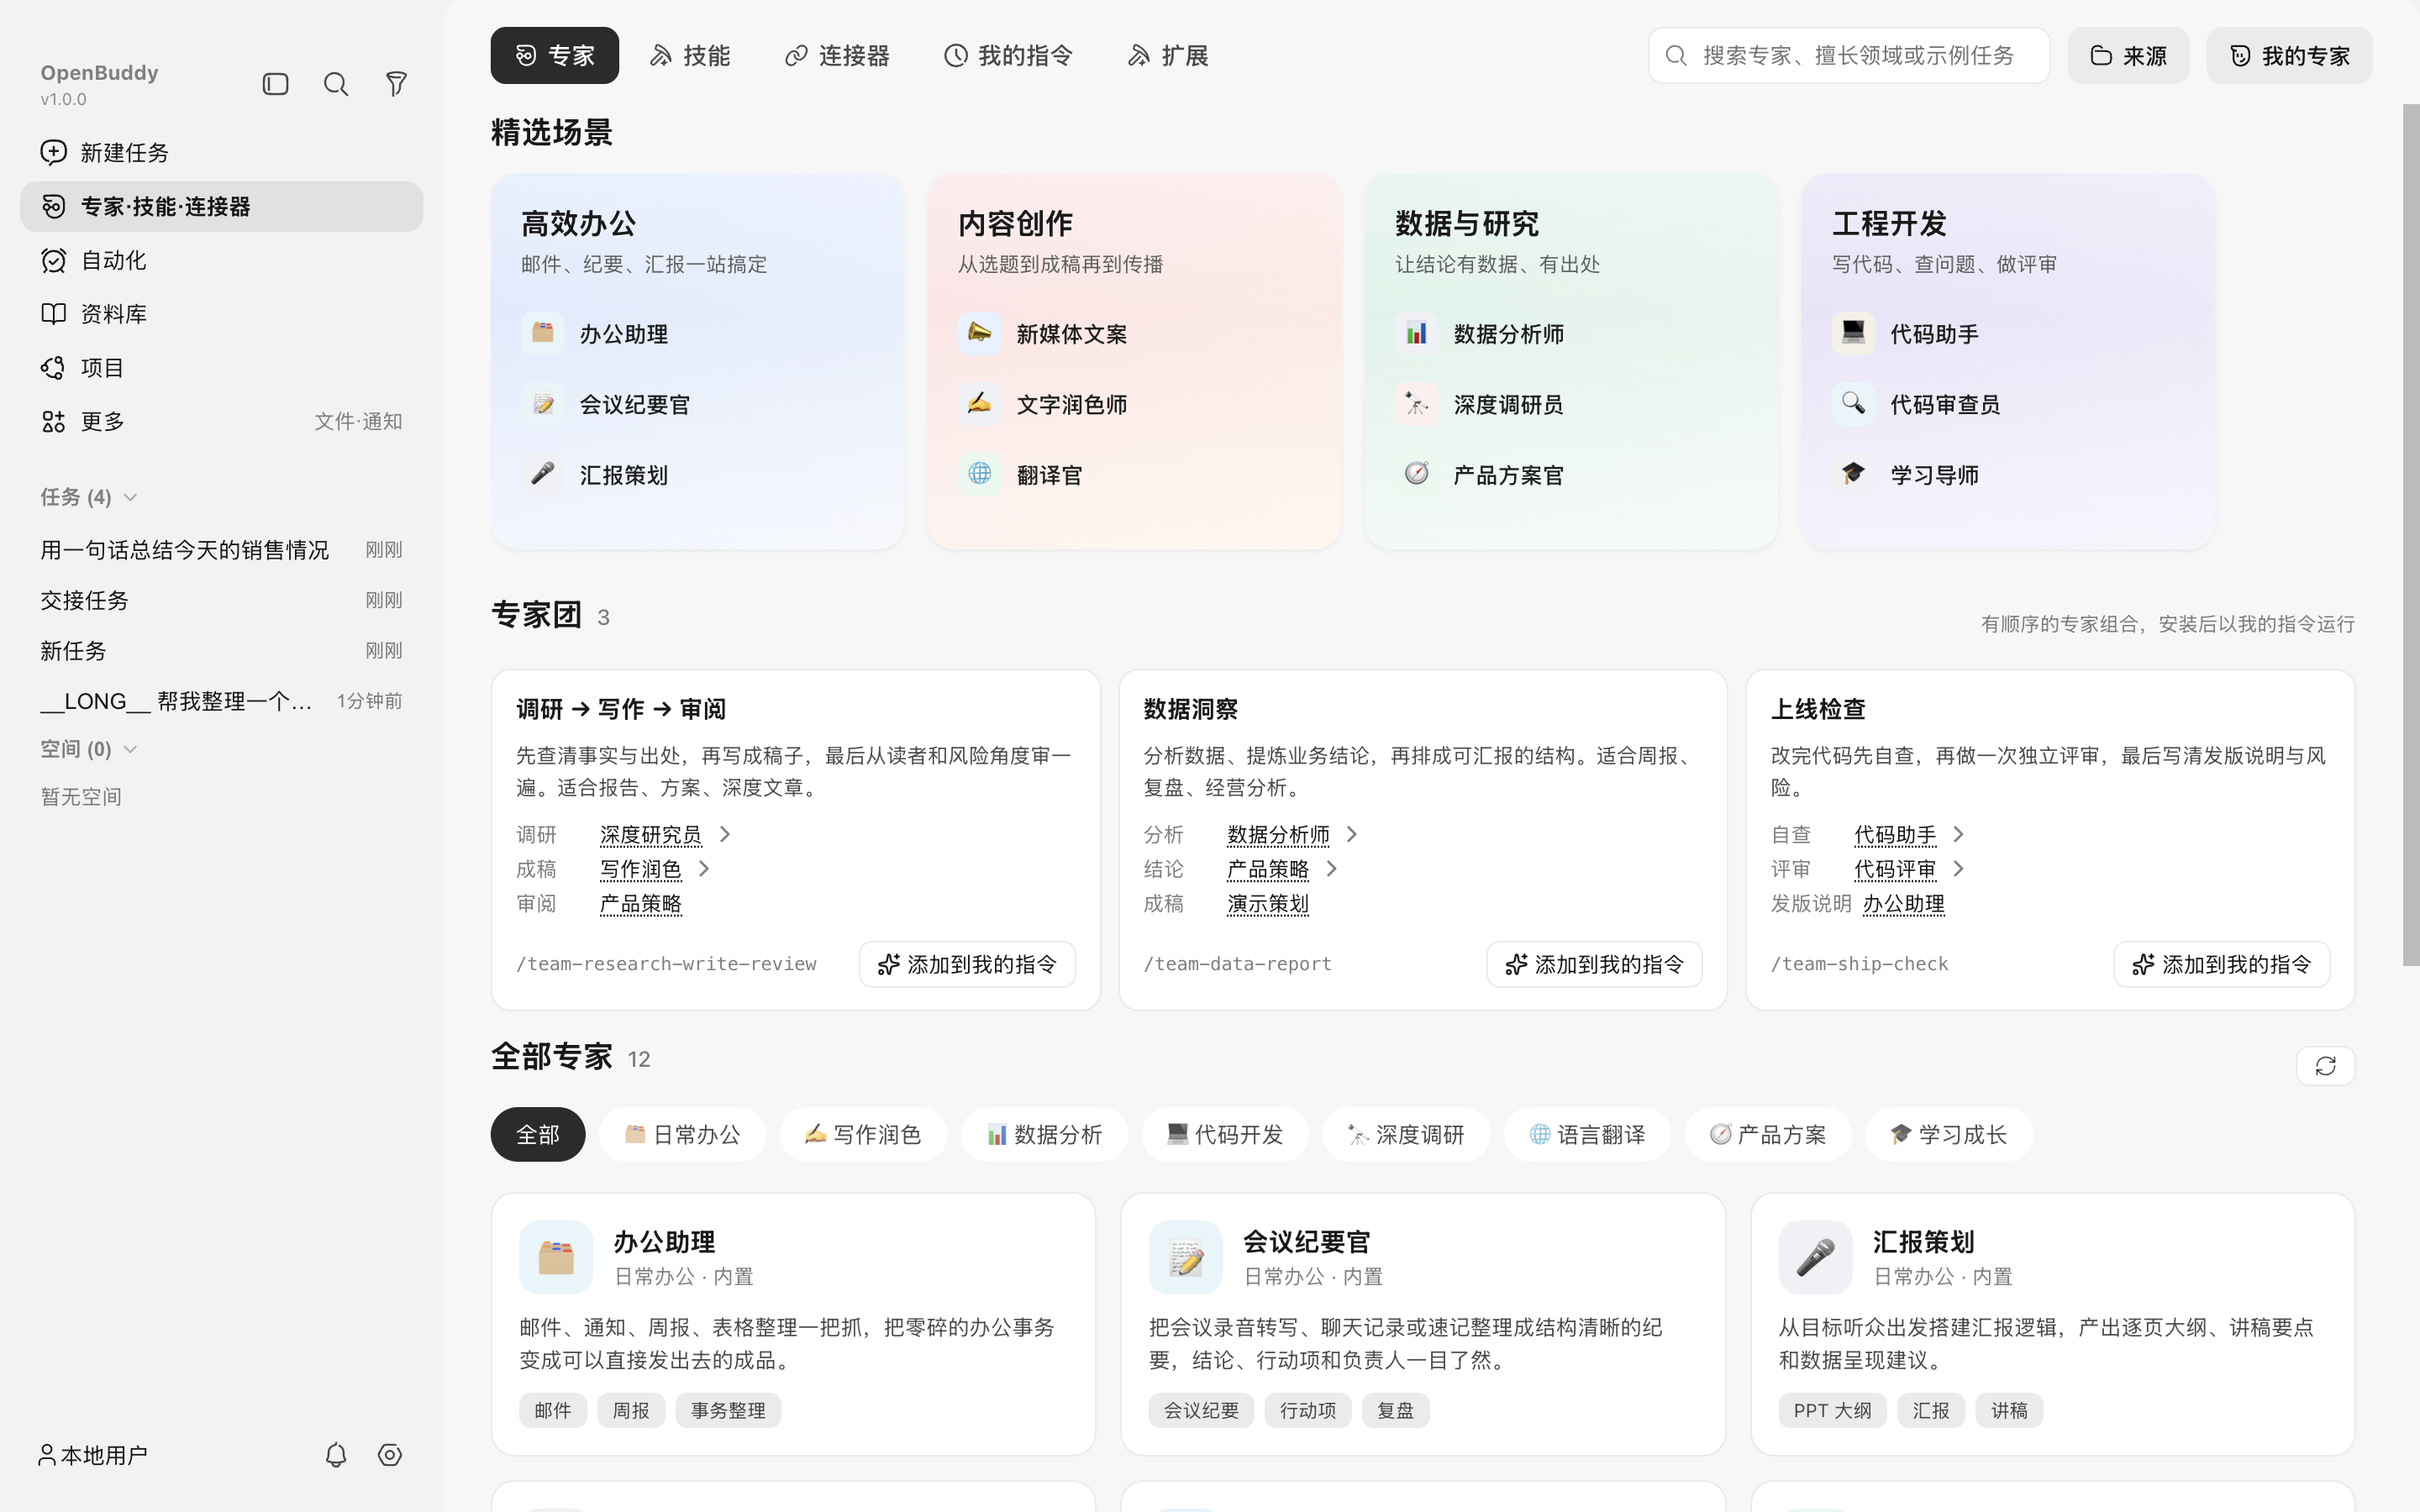 OpenBuddy
v1.0.0
新建任务
专家·技能·连接器
自动化
资料库
项目
更多 文件·通知
任务 (4)
用一句话总结今天的销售情况 刚刚
交接任务 刚刚
新任务 刚刚
__LONG__ 帮我整理一个… 1分钟前
空间 (0)
暂无空间
本地用户
专家 技能 连接器 我的指令 扩展
搜索专家、擅长领域或示例任务 来源 我的专家
精选场景
高效办公
邮件、纪要、汇报一站搞定
办公助理
会议纪要官
汇报策划
内容创作
从选题到成稿再到传播
新媒体文案
文字润色师
翻译官
数据与研究
让结论有数据、有出处
数据分析师
深度调研员
产品方案官
工程开发
写代码、查问题、做评审
代码助手
代码审查员
学习导师
专家团 3
有顺序的专家组合，安装后以我的指令运行
调研 → 写作 → 审阅
先查清事实与出处，再写成稿子，最后从读者和风险角度审一
遍。适合报告、方案、深度文章。
调研 深度研究员
成稿 写作润色
审阅 产品策略
/team-research-write-review 添加到我的指令
数据洞察
分析数据、提炼业务结论，再排成可汇报的结构。适合周报、
复盘、经营分析。
分析 数据分析师
结论 产品策略
成稿 演示策划
/team-data-report 添加到我的指令
上线检查
改完代码先自查，再做一次独立评审，最后写清发版说明与风
险。
自查 代码助手
评审 代码评审
发版说明 办公助理
/team-ship-check 添加到我的指令
全部专家 12
全部 日常办公 写作润色 数据分析 代码开发 深度调研 语言翻译 产品方案 学习成长
办公助理
日常办公 · 内置
邮件、通知、周报、表格整理一把抓，把零碎的办公事务
变成可以直接发出去的成品。
邮件 周报 事务整理
会议纪要官
日常办公 · 内置
把会议录音转写、聊天记录或速记整理成结构清晰的纪
要，结论、行动项和负责人一目了然。
会议纪要 行动项 复盘
汇报策划
日常办公 · 内置
从目标听众出发搭建汇报逻辑，产出逐页大纲、讲稿要点
和数据呈现建议。
PPT 大纲 汇报 讲稿